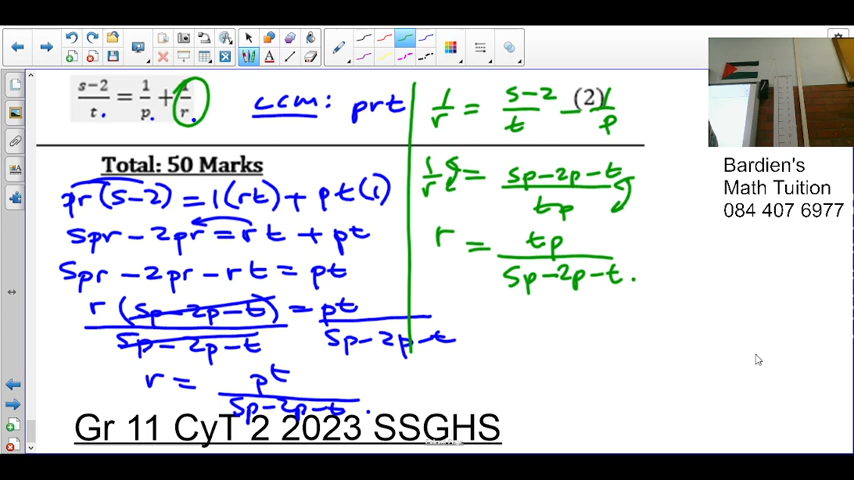 s-2/t = 1/p + 1/r
LCM: prt
(2)
Total: 50 Marks
pr(s-2) = 1(rt) + pt(1)
spr - 2pr = rt + pt
spr - 2pr - rt = pt
r(sp-2p-t)/sp-2p-t = pt/sp-2p-t
r = pt/sp-2p-t.
1/r = s-2/t - 1/p
1/r = sp-2p-t/tp
r = tp/sp-2p-t.
Gr 11 CyT 2 2023 SSGHS
Bardien's
Math Tuition
084 407 6977